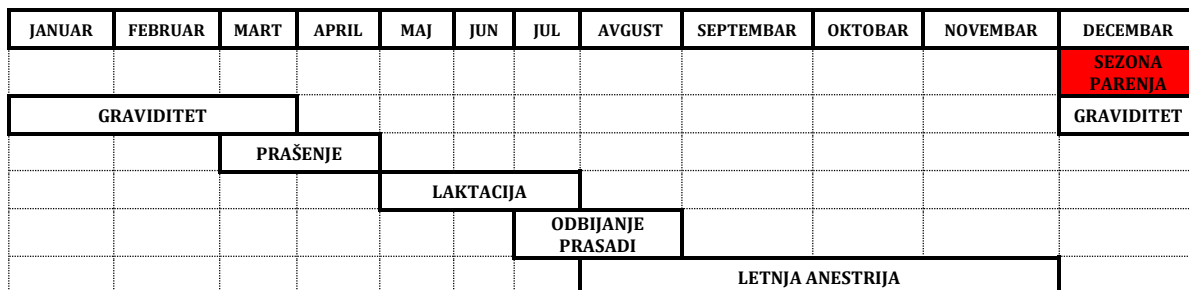 JANUAR FEBRUAR MART APRIL MAJ JUN JUL AVGUST SEPTEMBAR OKTOBAR NOVEMBAR DECEMBAR
SEZONA
PARENJA
GRAVIDITET GRAVIDITET
PRAŠENJE
LAKTACIJA
ODBIJANJE
PRASADI
LETNJA ANESTRIJA